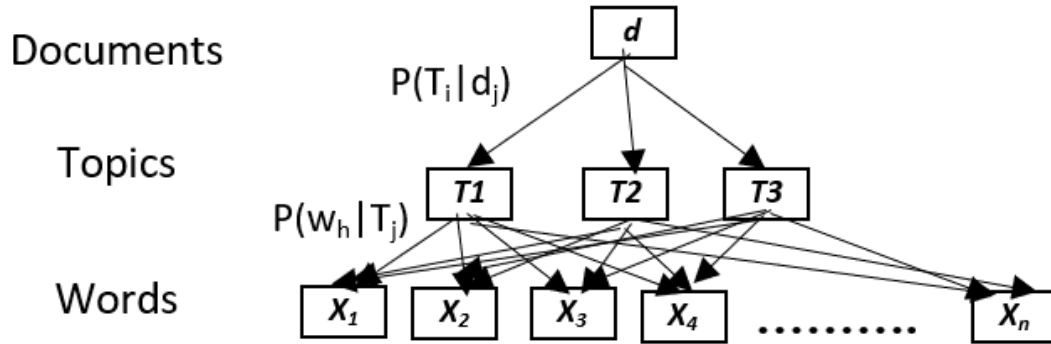 Documents
d
P(Tᵢ|dⱼ)
Topics
T1 T2 T3
P(wₕ|Tⱼ)
Words
X₁ X₂ X₃ X₄ .......... Xₙ